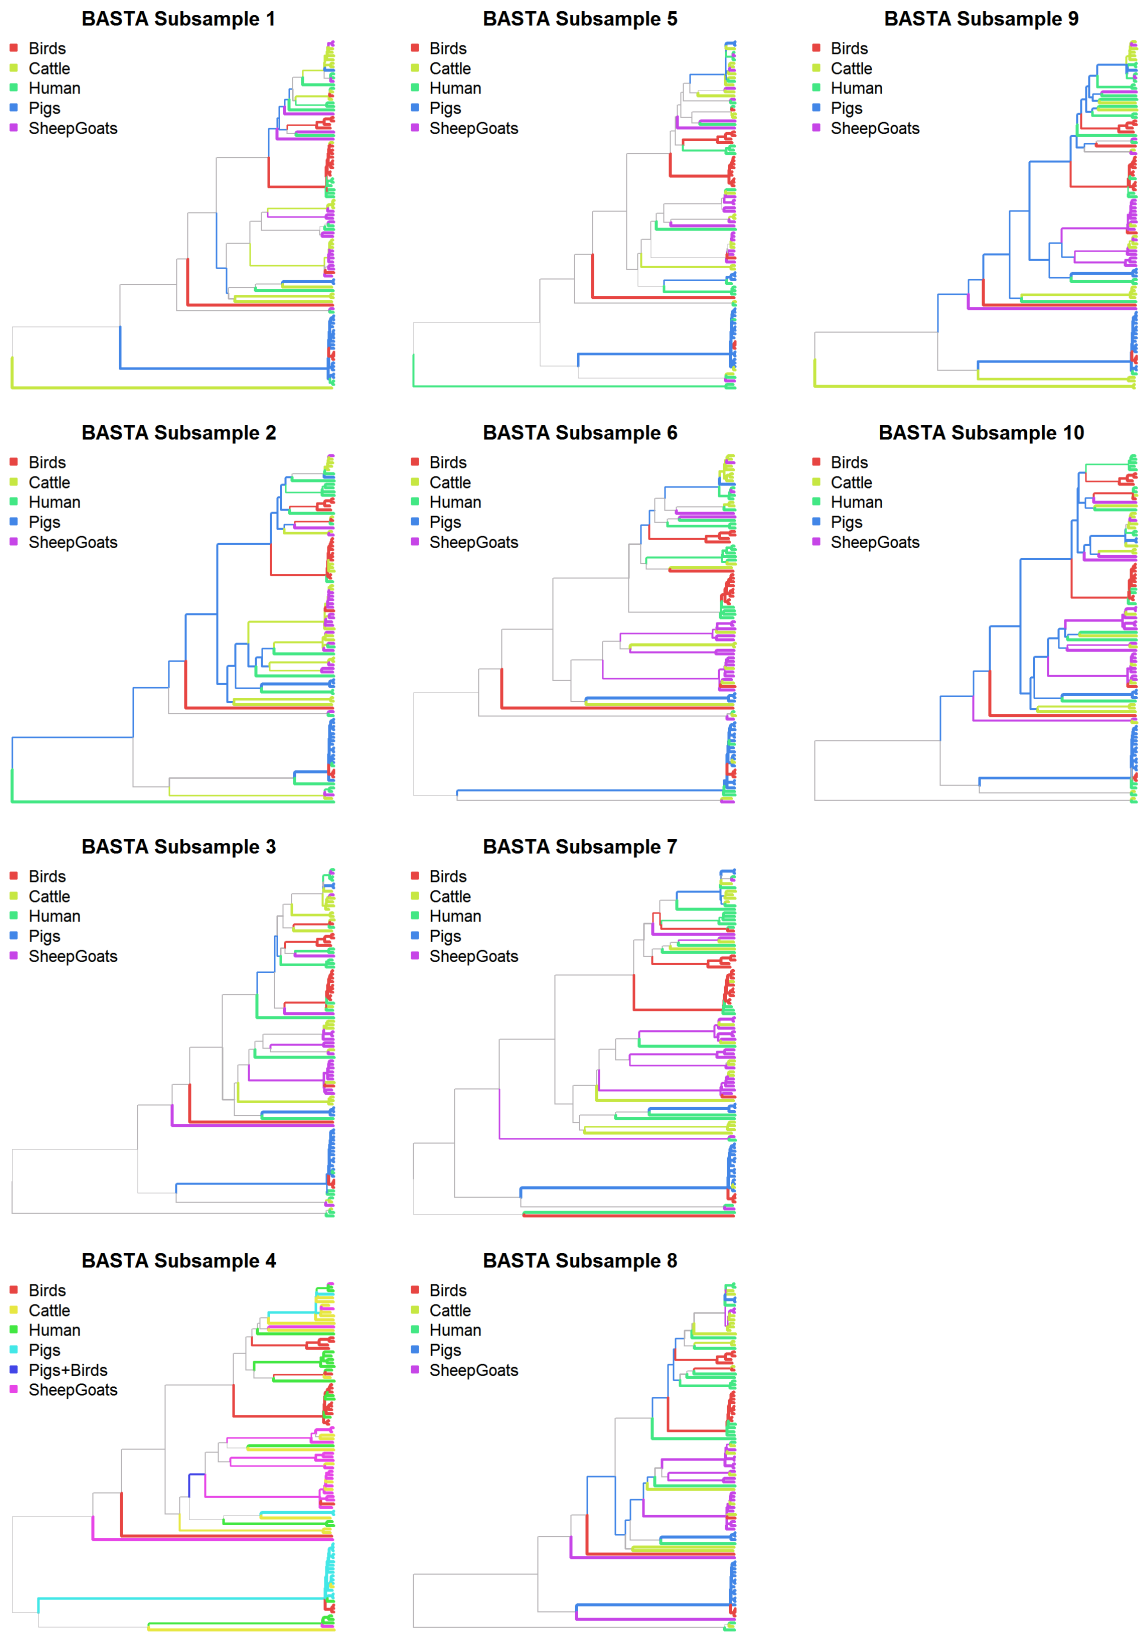 BASTA Subsample 1
Birds
Cattle
Human
Pigs
SheepGoats
BASTA Subsample 5
Birds
Cattle
Human
Pigs
SheepGoats
BASTA Subsample 9
Birds
Cattle
Human
Pigs
SheepGoats
BASTA Subsample 2
Birds
Cattle
Human
Pigs
SheepGoats
BASTA Subsample 6
Birds
Cattle
Human
Pigs
SheepGoats
BASTA Subsample 10
Birds
Cattle
Human
Pigs
SheepGoats
BASTA Subsample 3
Birds
Cattle
Human
Pigs
SheepGoats
BASTA Subsample 7
Birds
Cattle
Human
Pigs
SheepGoats
BASTA Subsample 4
Birds
Cattle
Human
Pigs
Pigs+Birds
SheepGoats
BASTA Subsample 8
Birds
Cattle
Human
Pigs
SheepGoats